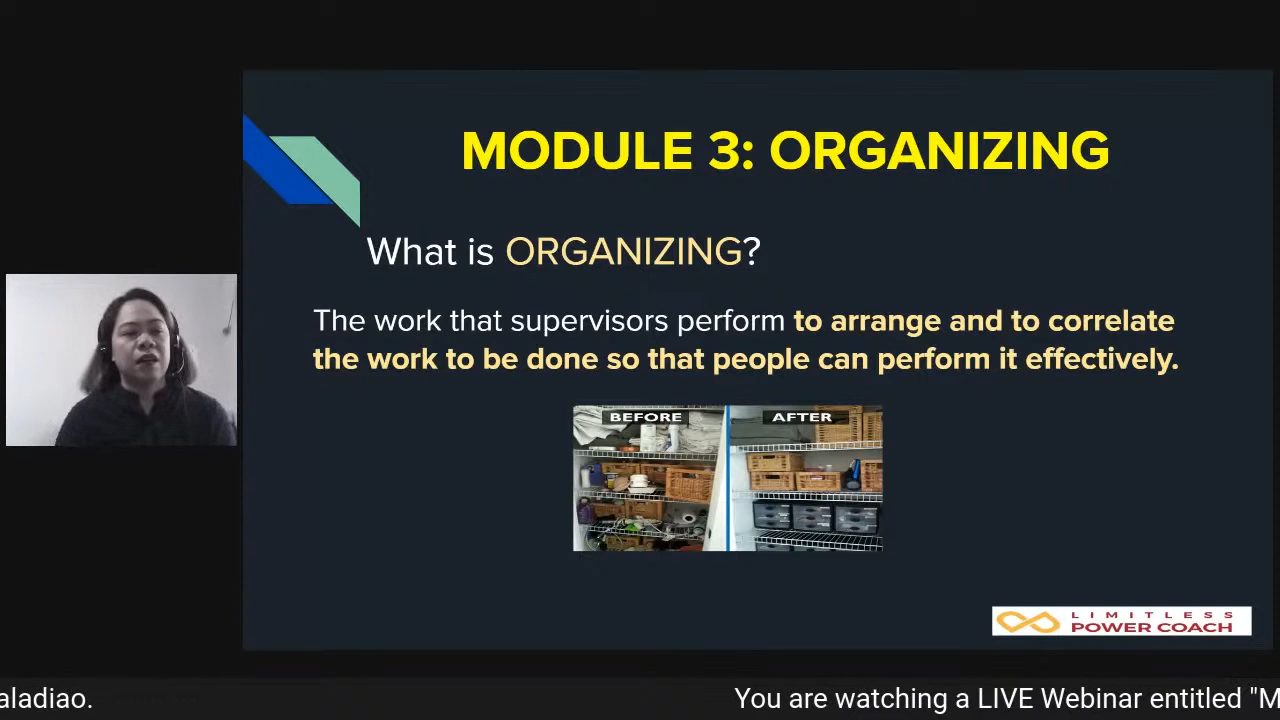 MODULE 3: ORGANIZING
What is ORGANIZING?
The work that supervisors perform to arrange and to correlate
the work to be done so that people can perform it effectively.
BEFORE
AFTER
LIMITLESS
POWER COACH
aladiao.
You are watching a LIVE Webinar entitled "M